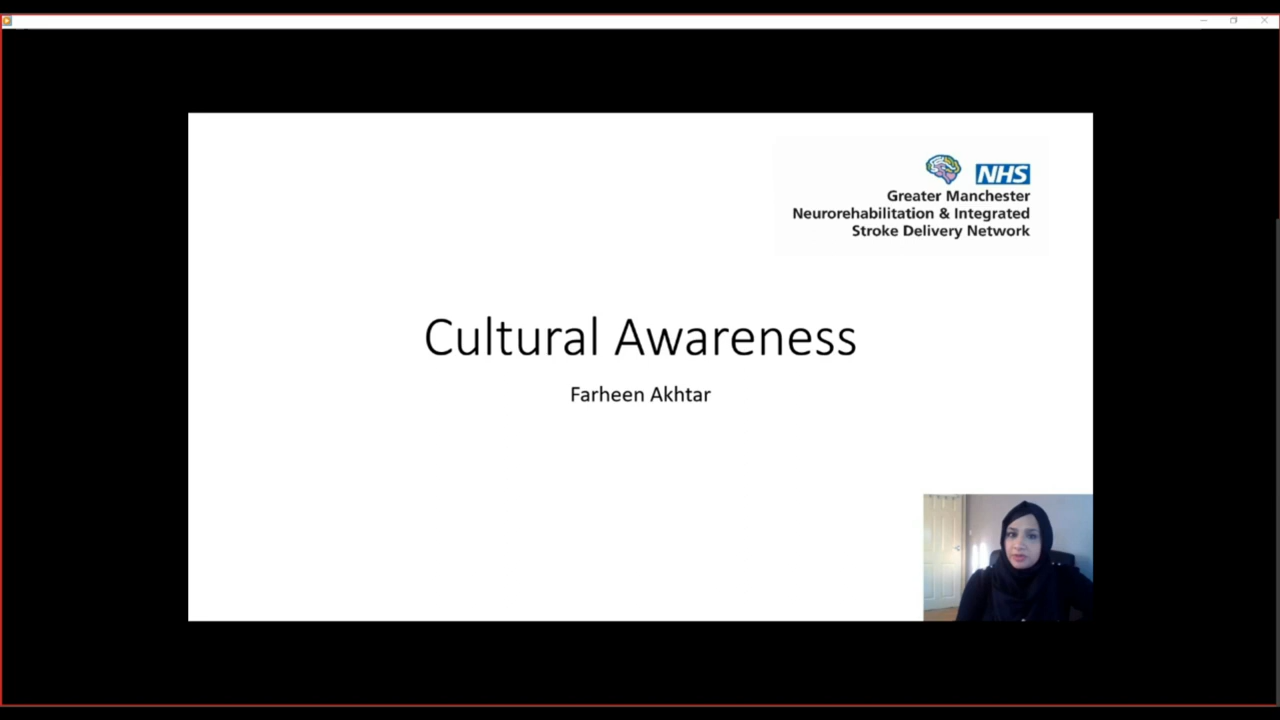 NHS
Greater Manchester
Neurorehabilitation & Integrated
Stroke Delivery Network
Cultural Awareness
Farheen Akhtar